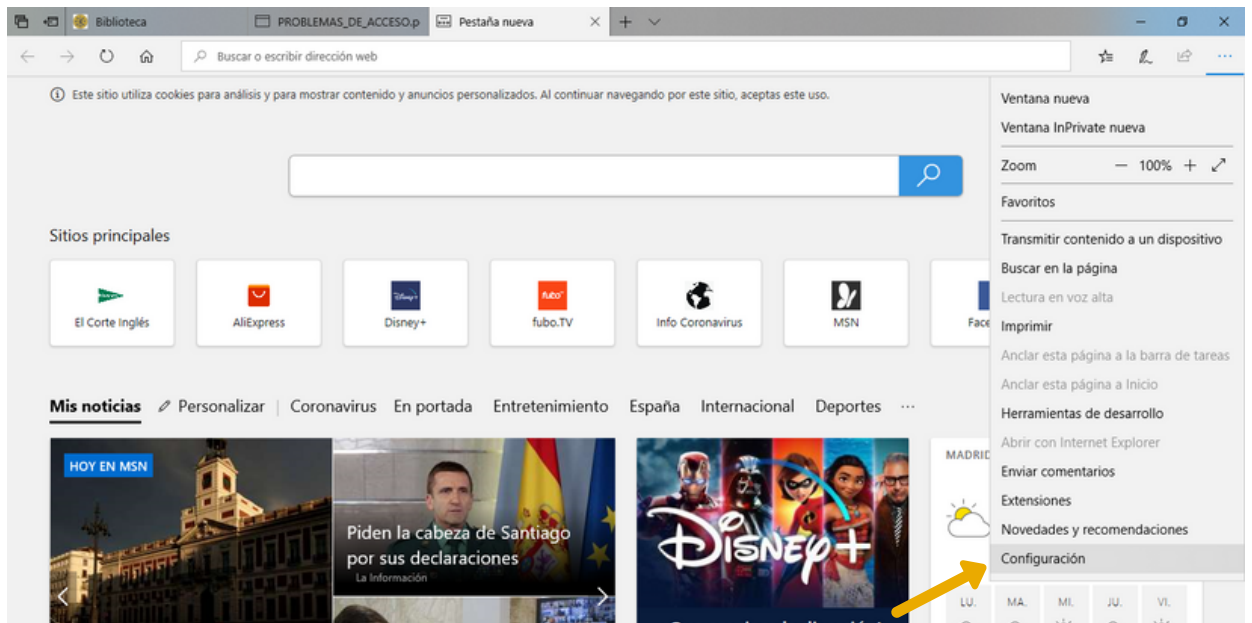 Biblioteca
PROBLEMAS_DE_ACCESO.p
Pestaña nueva
Buscar o escribir dirección web
Este sitio utiliza cookies para análisis y para mostrar contenido y anuncios personalizados. Al continuar navegando por este sitio, aceptas este uso.
Sitios principales
El Corte Inglés
AliExpress
Disney+
fubo.TV
Info Coronavirus
MSN
Face
Mis noticias
Personalizar
Coronavirus
En portada
Entretenimiento
España
Internacional
Deportes
...
HOY EN MSN
Piden la cabeza de Santiago
por sus declaraciones
La Información
Disney+
MADRID
LU.
MA.
MI.
JU.
VI.
Ventana nueva
Ventana InPrivate nueva
Zoom
— 100% +
Favoritos
Transmitir contenido a un dispositivo
Buscar en la página
Lectura en voz alta
Imprimir
Anclar esta página a la barra de tareas
Anclar esta página a Inicio
Herramientas de desarrollo
Abrir con Internet Explorer
Enviar comentarios
Extensiones
Novedades y recomendaciones
Configuración